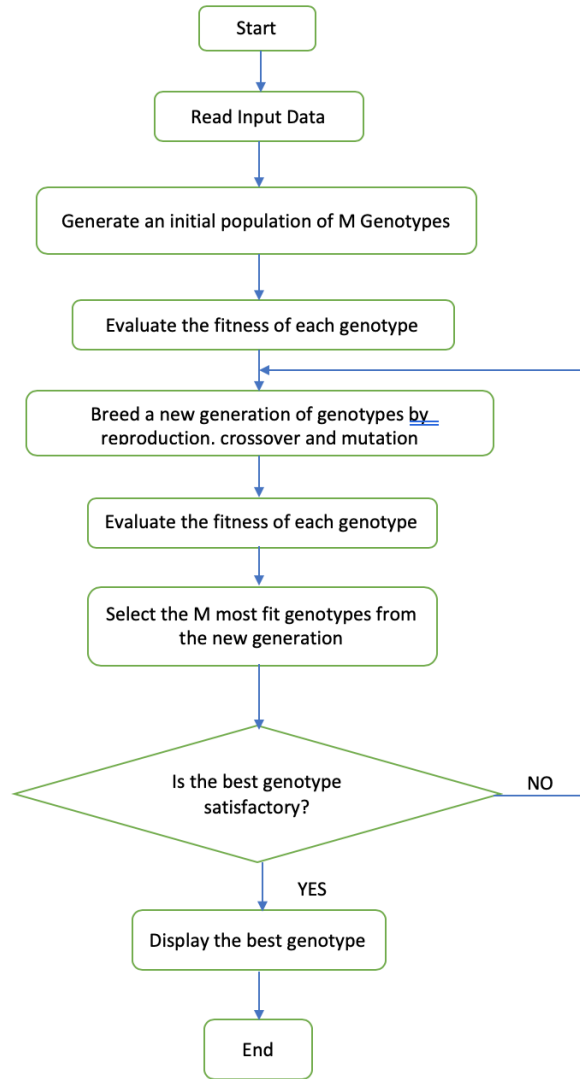 Start
Read Input Data
Generate an initial population of M Genotypes
Evaluate the fitness of each genotype
Breed a new generation of genotypes by
reproduction, crossover and mutation
Evaluate the fitness of each genotype
Select the M most fit genotypes from
the new generation
Is the best genotype
satisfactory?
NO
YES
Display the best genotype
End